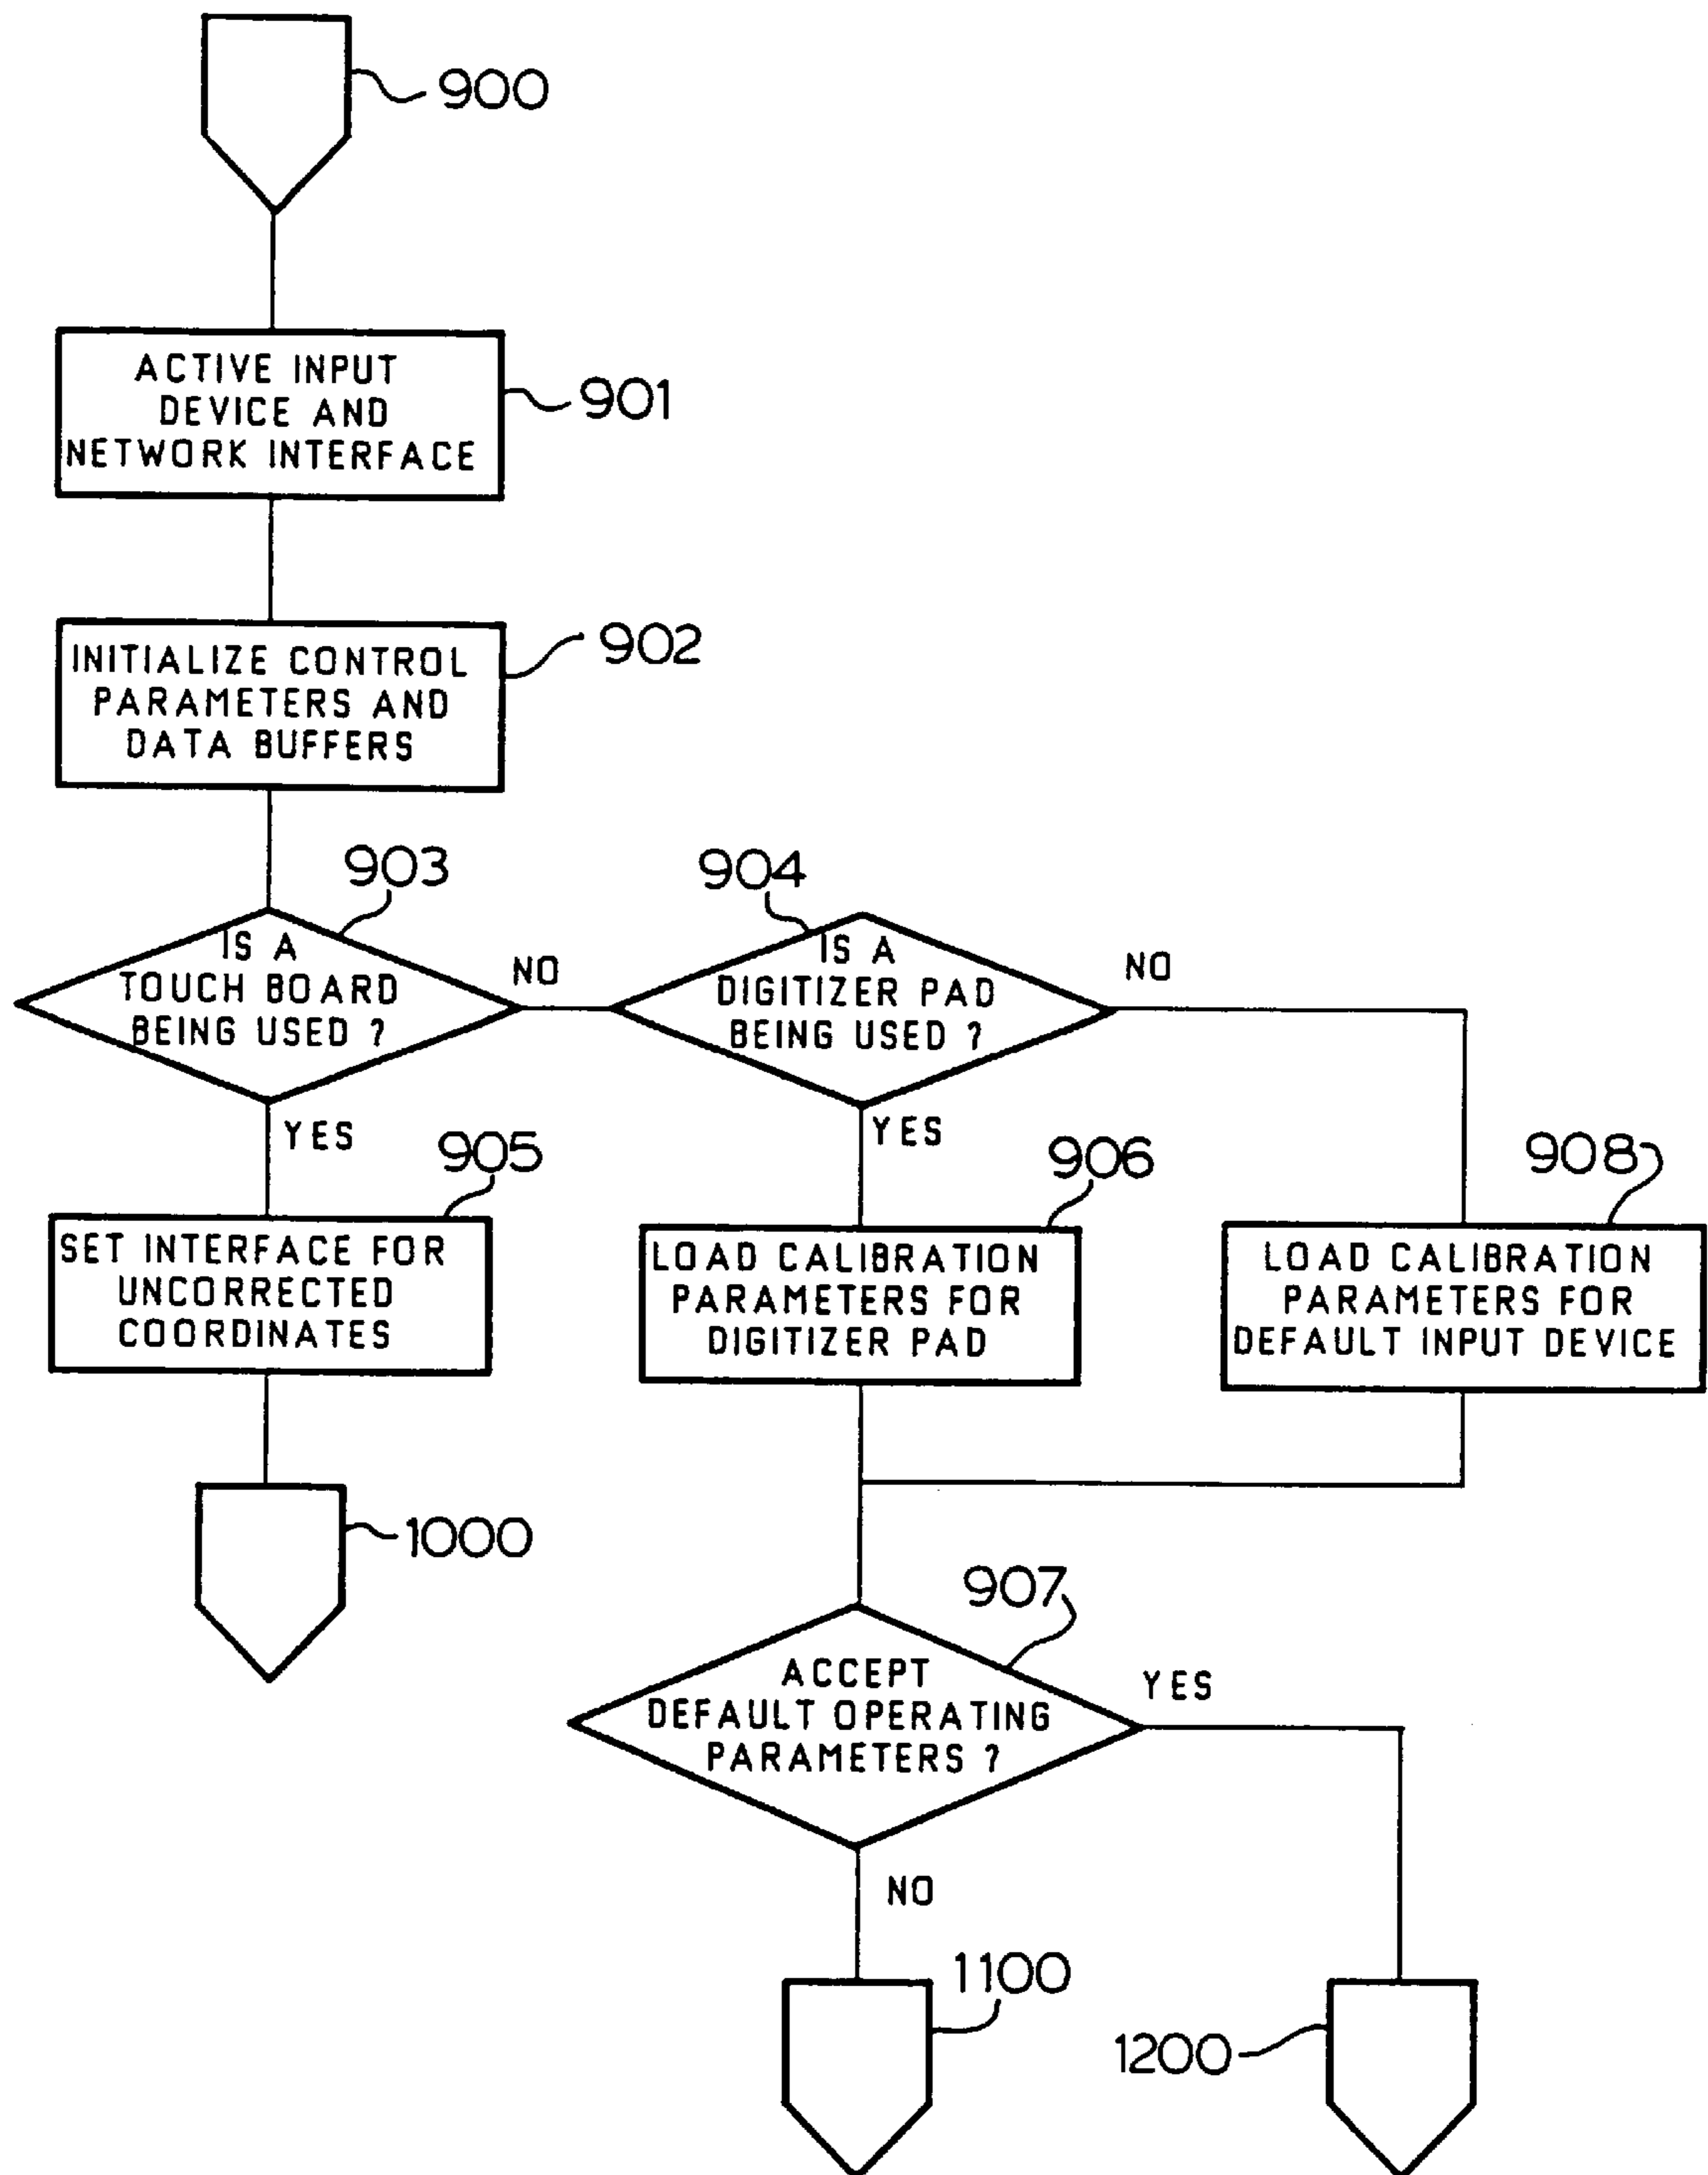 900
ACTIVE INPUT
DEVICE AND
NETWORK INTERFACE
901
INITIALIZE CONTROL
PARAMETERS AND
DATA BUFFERS
902
903
IS A
TOUCH BOARD
BEING USED ?
NO
904
IS A
DIGITIZER PAD
BEING USED ?
NO
YES
YES
905
SET INTERFACE FOR
UNCORRECTED
COORDINATES
906
LOAD CALIBRATION
PARAMETERS FOR
DIGITIZER PAD
908
LOAD CALIBRATION
PARAMETERS FOR
DEFAULT INPUT DEVICE
1000
907
ACCEPT
DEFAULT OPERATING
PARAMETERS ?
YES
NO
1100
1200